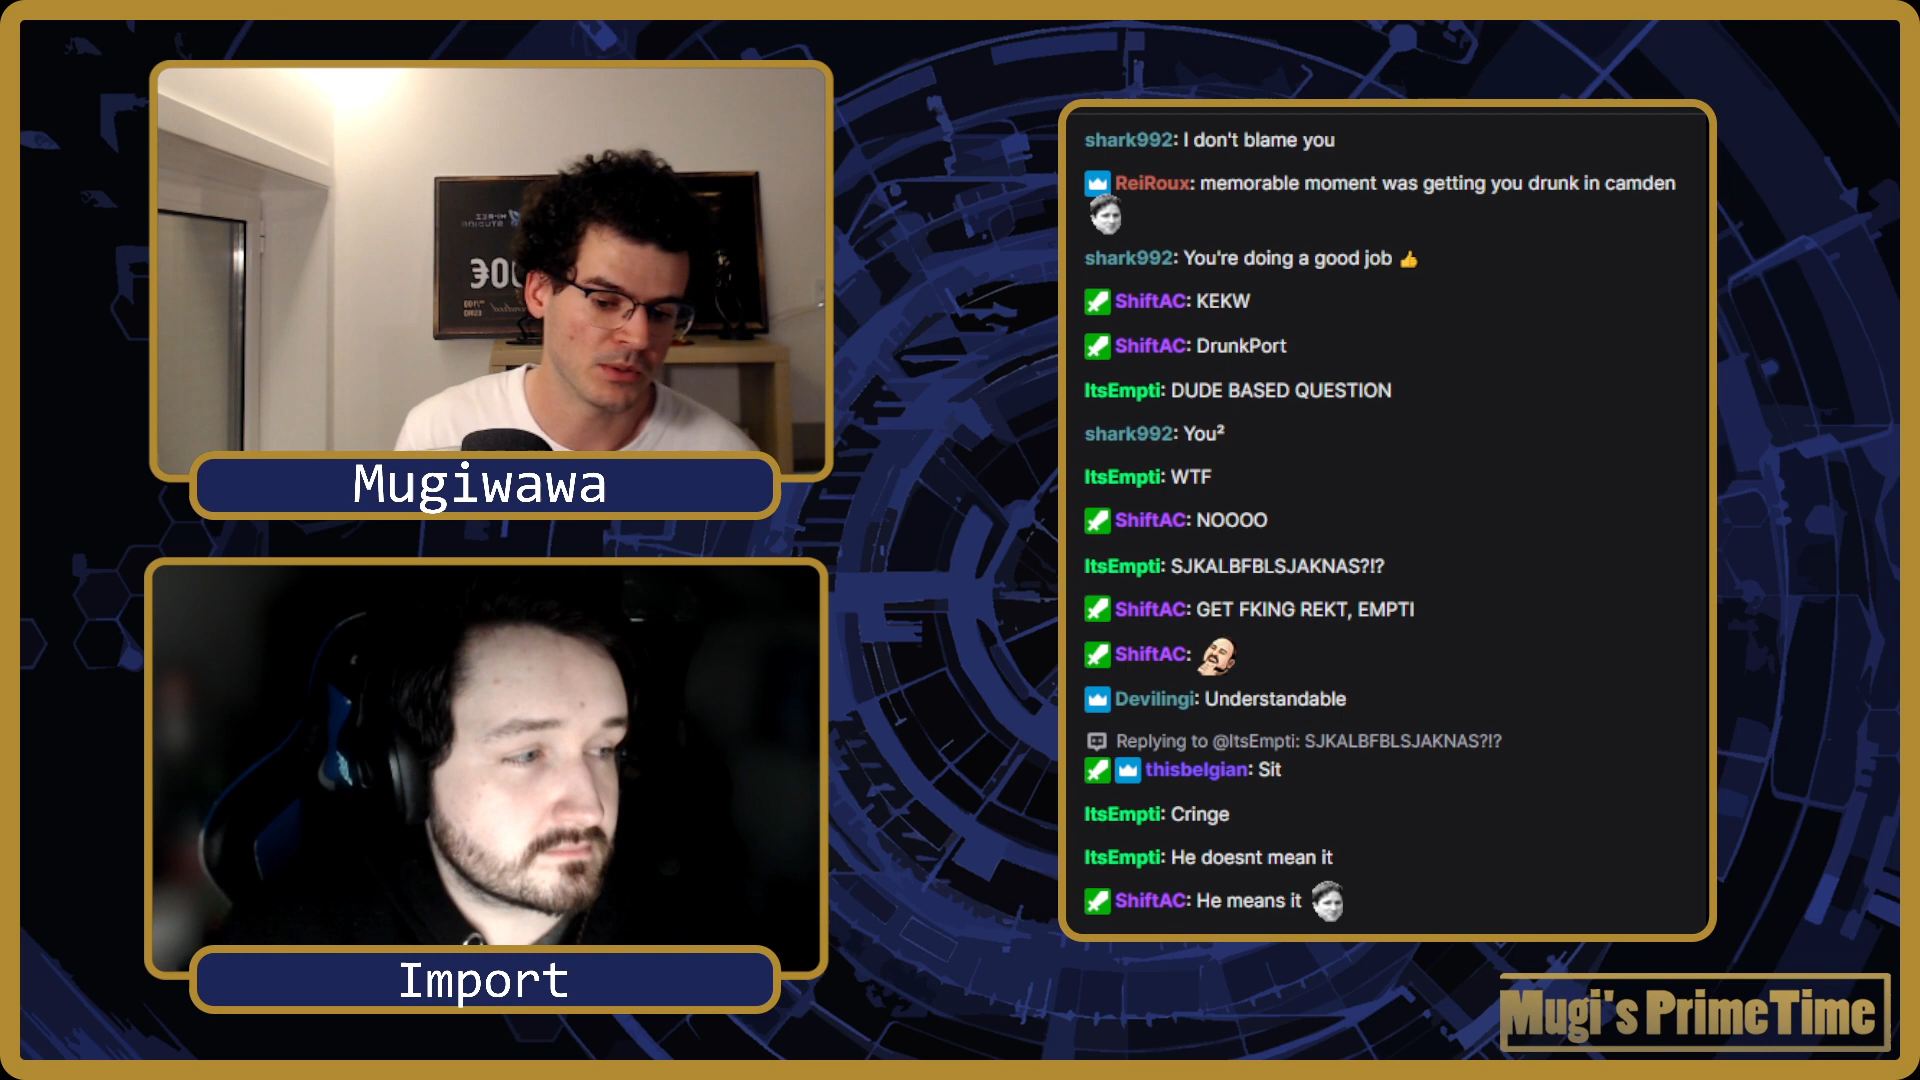 Mugiwawa
Import
shark992: I don't blame you
ReiRoux: memorable moment was getting you drunk in camden
shark992: You're doing a good job 👍
ShiftAC: KEKW
ShiftAC: DrunkPort
ItsEmpti: DUDE BASED QUESTION
shark992: You²
ItsEmpti: WTF
ShiftAC: NOOOO
ItsEmpti: SJKALBFBLSJAKNAS?!?
ShiftAC: GET FKING REKT, EMPTI
ShiftAC:
Devilingi: Understandable
Replying to @ItsEmpti: SJKALBFBLSJAKNAS?!?
thisbelgian: Sit
ItsEmpti: Cringe
ItsEmpti: He doesnt mean it
ShiftAC: He means it
Mugi's PrimeTime